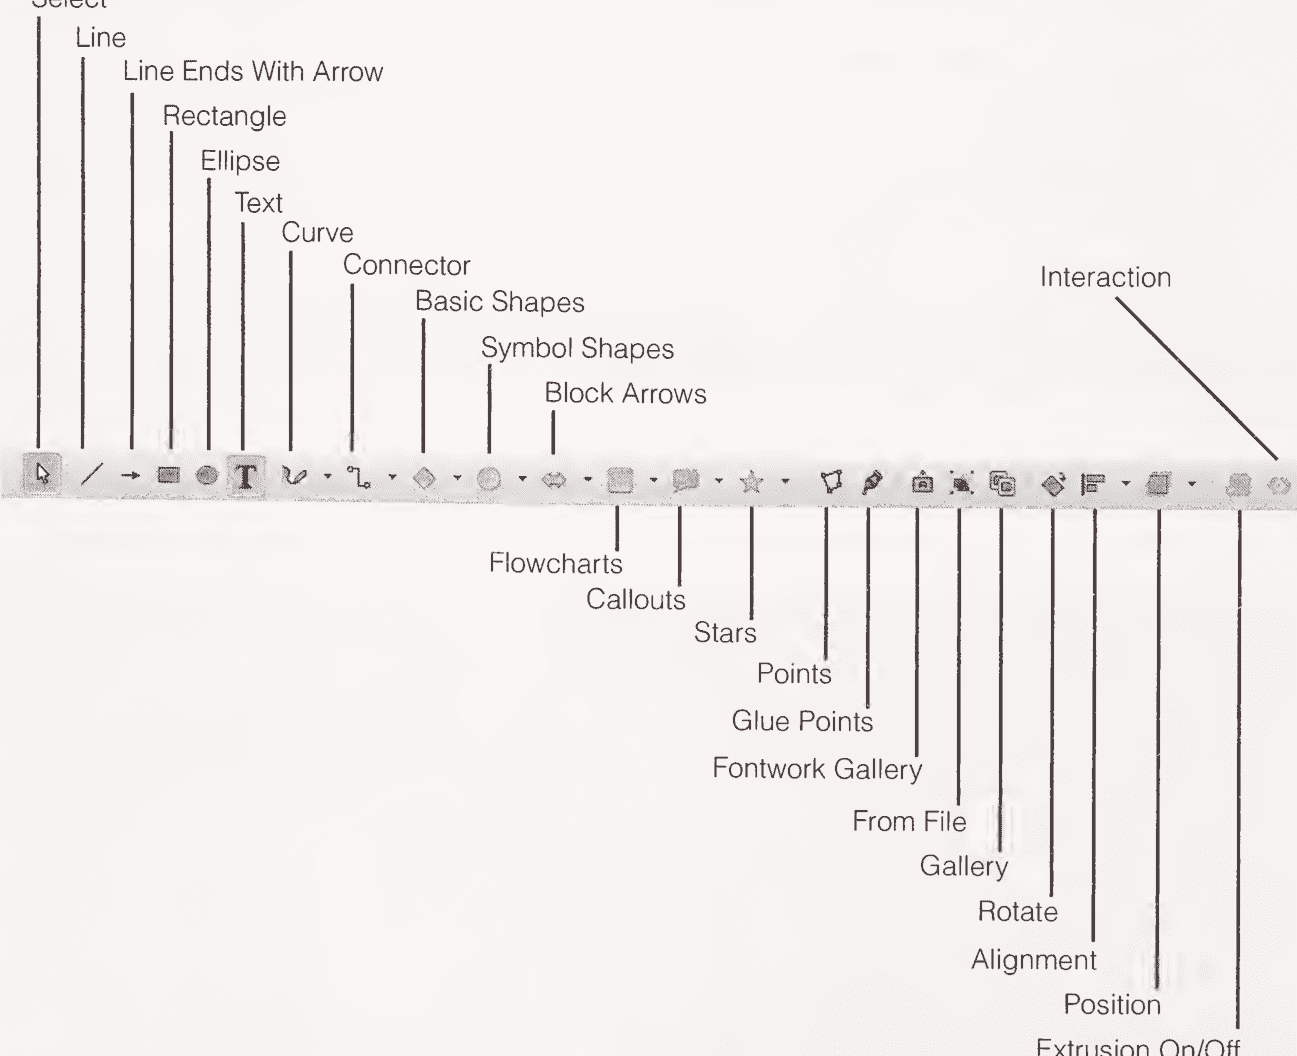 Select
Line
Line Ends With Arrow
Rectangle
Ellipse
Text
Curve
Connector
Basic Shapes
Interaction
Symbol Shapes
Block Arrows
T
Flowcharts
Callouts
Stars
Points
Glue Points
Fontwork Gallery
From File
Gallery
Rotate
Alignment
Position
Extrusion On/Off